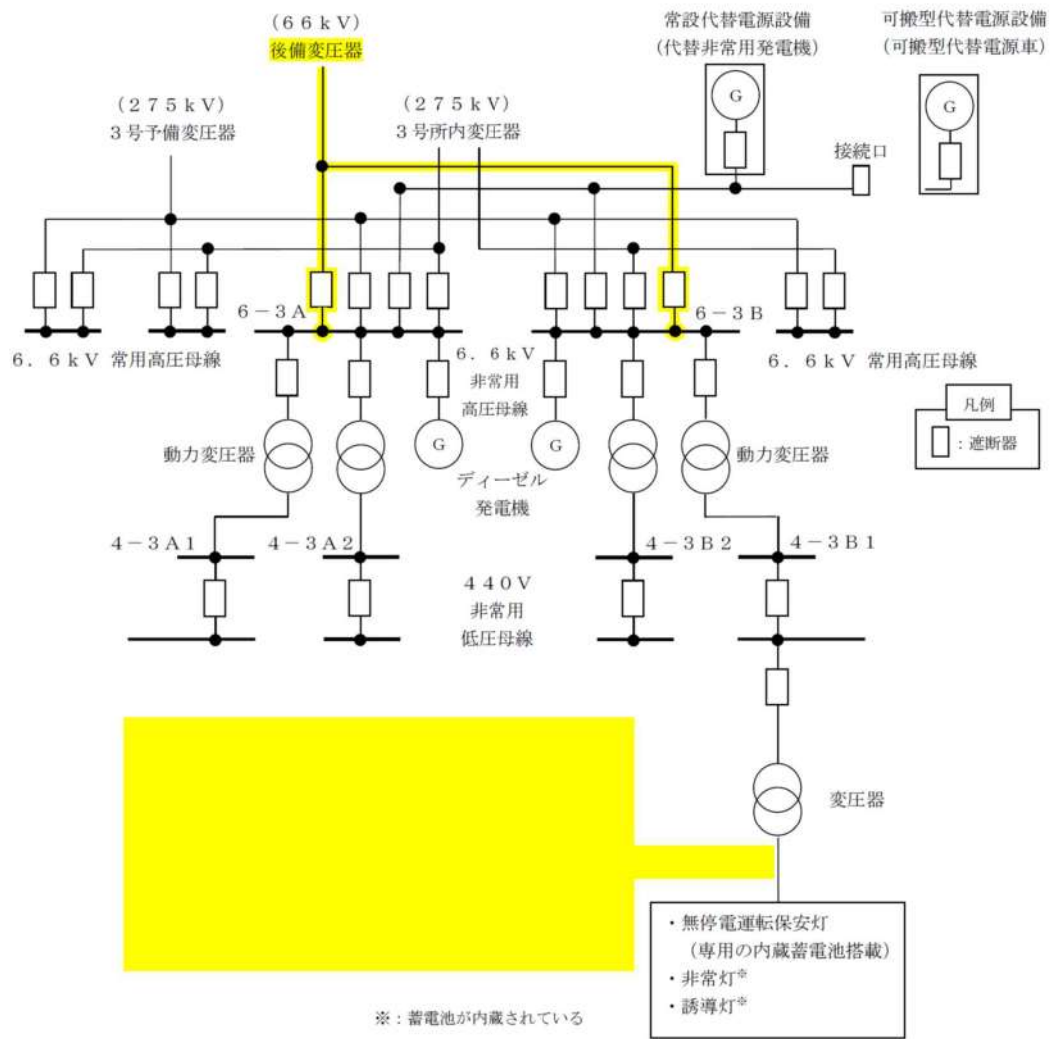 (66kV)
後備変圧器
(275kV)
3号予備変圧器
(275kV)
3号所内変圧器
常設代替電源設備
(代替非常用発電機)
G
可搬型代替電源設備
(可搬型代替電源車)
G
接続口
6-3A
6-3B
6.6kV 常用高圧母線
6.6kV
非常用
高圧母線
6.6kV 常用高圧母線
凡例
:遮断器
動力変圧器
G
G
動力変圧器
ディーゼル
発電機
4-3A1
4-3A2
4-3B2
4-3B1
440V
非常用
低圧母線
変圧器
・無停電運転保安灯
(専用の内蔵蓄電池搭載)
・非常灯※
・誘導灯※
※:蓄電池が内蔵されている